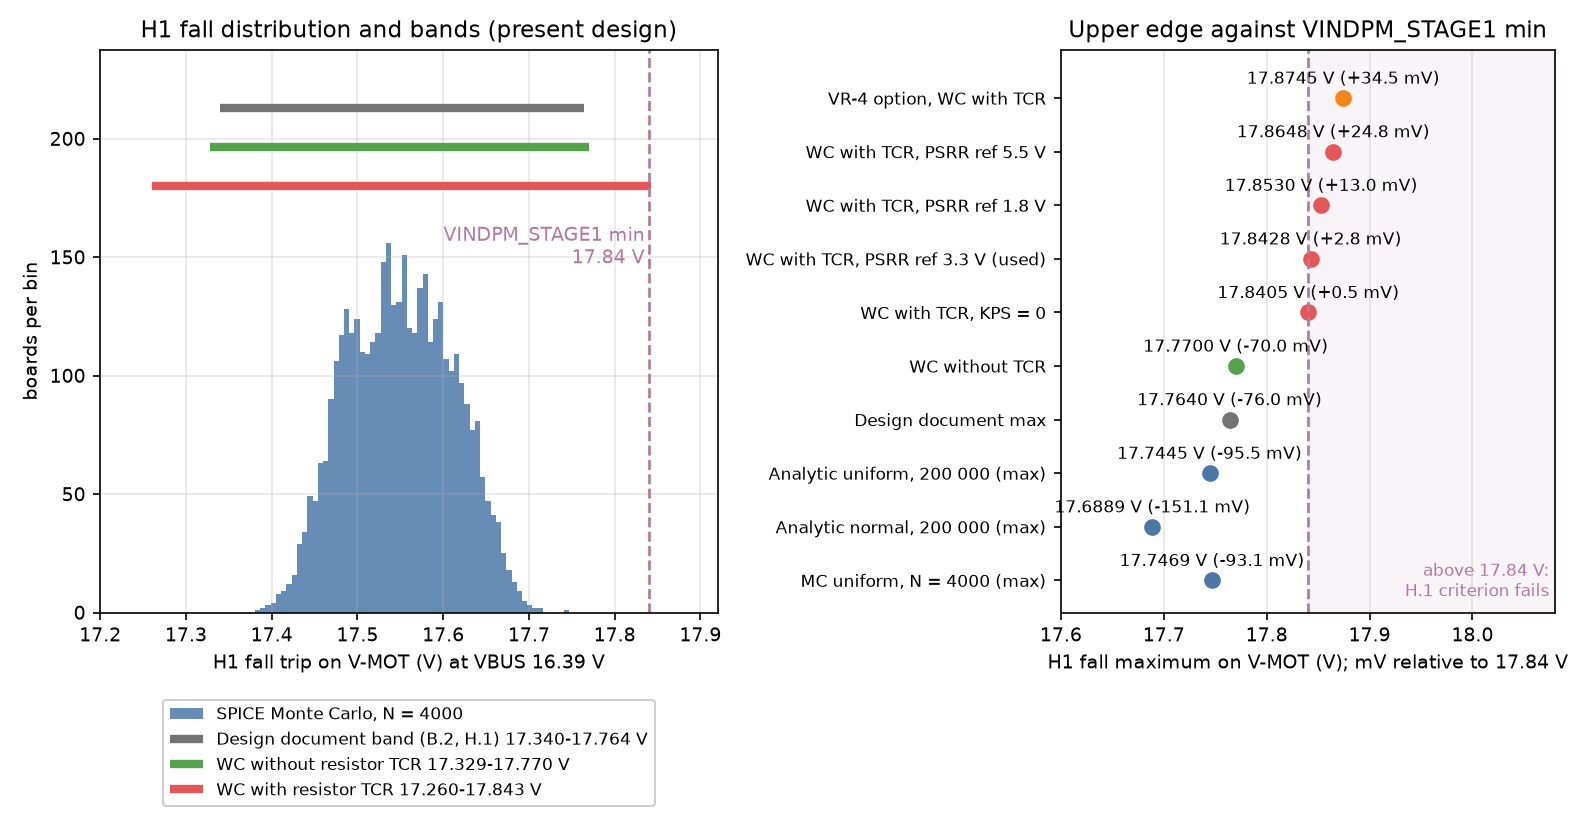 H1 fall distribution and bands (present design)
boards per bin
200
150
100
50
0
VINDPM_STAGE1 min
17.84 V
17.2
17.3
17.4
17.5
17.6
17.7
17.8
17.9
H1 fall trip on V-MOT (V) at VBUS 16.39 V
SPICE Monte Carlo, N = 4000
Design document band (B.2, H.1) 17.340-17.764 V
WC without resistor TCR 17.329-17.770 V
WC with resistor TCR 17.260-17.843 V
Upper edge against VINDPM_STAGE1 min
VR-4 option, WC with TCR
17.8745 V (+34.5 mV)
WC with TCR, PSRR ref 5.5 V
17.8648 V (+24.8 mV)
WC with TCR, PSRR ref 1.8 V
17.8530 V (+13.0 mV)
WC with TCR, PSRR ref 3.3 V (used)
17.8428 V (+2.8 mV)
WC with TCR, KPS = 0
17.8405 V (+0.5 mV)
WC without TCR
17.7700 V (-70.0 mV)
Design document max
17.7640 V (-76.0 mV)
Analytic uniform, 200 000 (max)
17.7445 V (-95.5 mV)
Analytic normal, 200 000 (max)
17.6889 V (-151.1 mV)
MC uniform, N = 4000 (max)
17.7469 V (-93.1 mV)
above 17.84 V:
H.1 criterion fails
17.6
17.7
17.8
17.9
18.0
H1 fall maximum on V-MOT (V); mV relative to 17.84 V